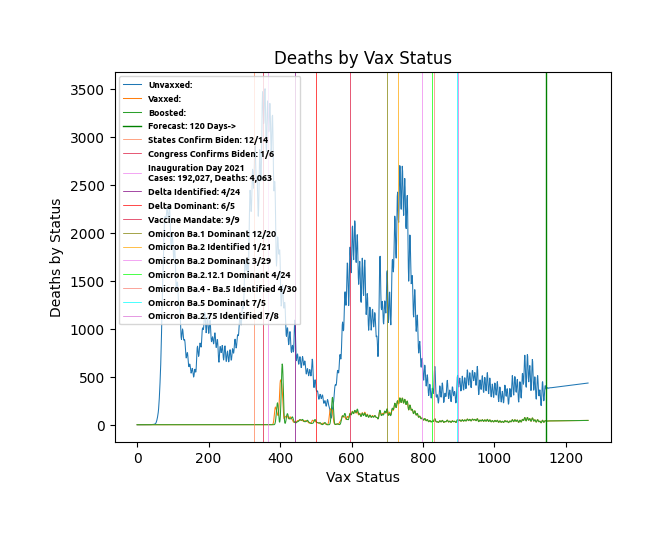 Deaths by Vax Status
Deaths by Status
3500
3000
2500
2000
1500
1000
500
0
Unvaxxed:
Vaxxed:
Boosted:
Forecast: 120 Days->
States Confirm Biden: 12/14
Congress Confirms Biden: 1/6
Inauguration Day 2021
Cases: 192,027, Deaths: 4,063
Delta Identified: 4/24
Delta Dominant: 6/5
Vaccine Mandate: 9/9
Omicron Ba.1 Dominant 12/20
Omicron Ba.2 Identified 1/21
Omicron Ba.2 Dominant 3/29
Omicron Ba.2.12.1 Dominant 4/24
Omicron Ba.4 - Ba.5 Identified 4/30
Omicron Ba.5 Dominant 7/5
Omicron Ba.2.75 Identified 7/8
0 200 400 600 800 1000 1200
Vax Status